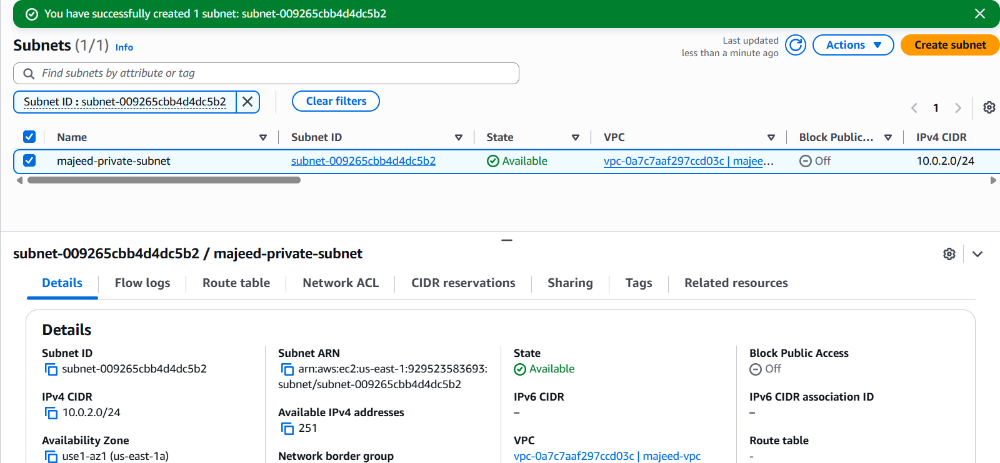 You have successfully created 1 subnet: subnet-009265cbb4d4dc5b2
Subnets (1/1) Info
Last updated
less than a minute ago
Actions
Create subnet
Find subnets by attribute or tag
Subnet ID : subnet-009265cbb4d4dc5b2
Clear filters
1
Name Subnet ID State VPC Block Public... IPv4 CIDR
majeed-private-subnet subnet-009265cbb4d4dc5b2 Available vpc-0a7c7aaf297ccd03c | majee... Off 10.0.2.0/24
subnet-009265cbb4d4dc5b2 / majeed-private-subnet
Details Flow logs Route table Network ACL CIDR reservations Sharing Tags Related resources
Details
Subnet ID
subnet-009265cbb4d4dc5b2
IPv4 CIDR
10.0.2.0/24
Availability Zone
use1-az1 (us-east-1a)
Subnet ARN
arn:aws:ec2:us-east-1:929523583693:
subnet/subnet-009265cbb4d4dc5b2
Available IPv4 addresses
251
Network border group
State
Available
IPv6 CIDR
–
VPC
vpc-0a7c7aaf297ccd03c | majeed-vpc
Block Public Access
Off
IPv6 CIDR association ID
–
Route table
-